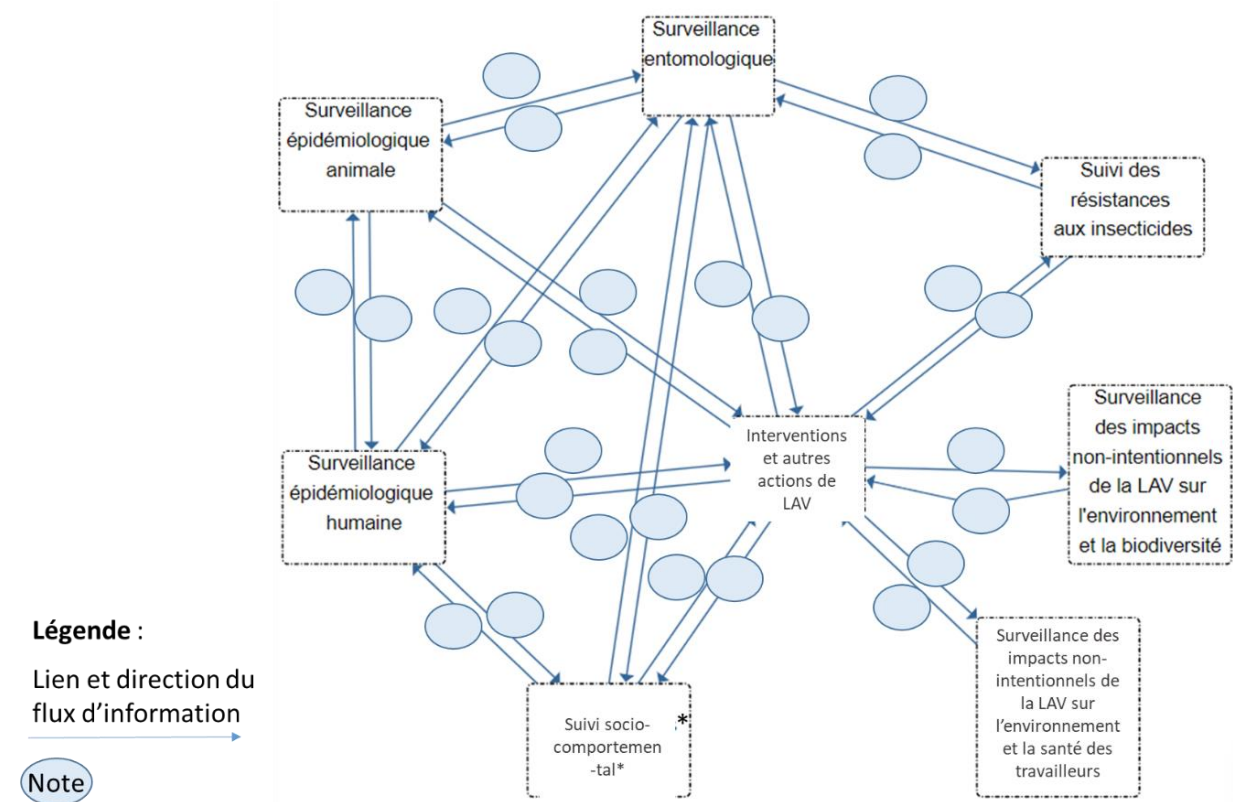 Surveillance
entomologique
Surveillance
épidémiologique
animale
Suivi des
résistances
aux insecticides
Surveillance
des impacts
non-intentionnels
de la LAV sur
l'environnement
et la biodiversité
Interventions
et autres
actions de
LAV
Surveillance
épidémiologique
humaine
Surveillance des
impacts non-
intentionnels de
la LAV sur
l’environnement
et la santé des
travailleurs
Suivi socio-
comportemen
-tal*
*
Légende :
Lien et direction du
flux d’information
Note